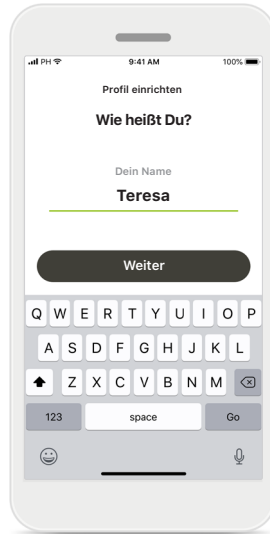 PH 9:41 AM 100%
Profil einrichten
Wie heißt Du?
Dein Name
Teresa
Weiter
Q W E R T Y U I O P
A S D F G H J K L
Z X C V B N M
123 space Go